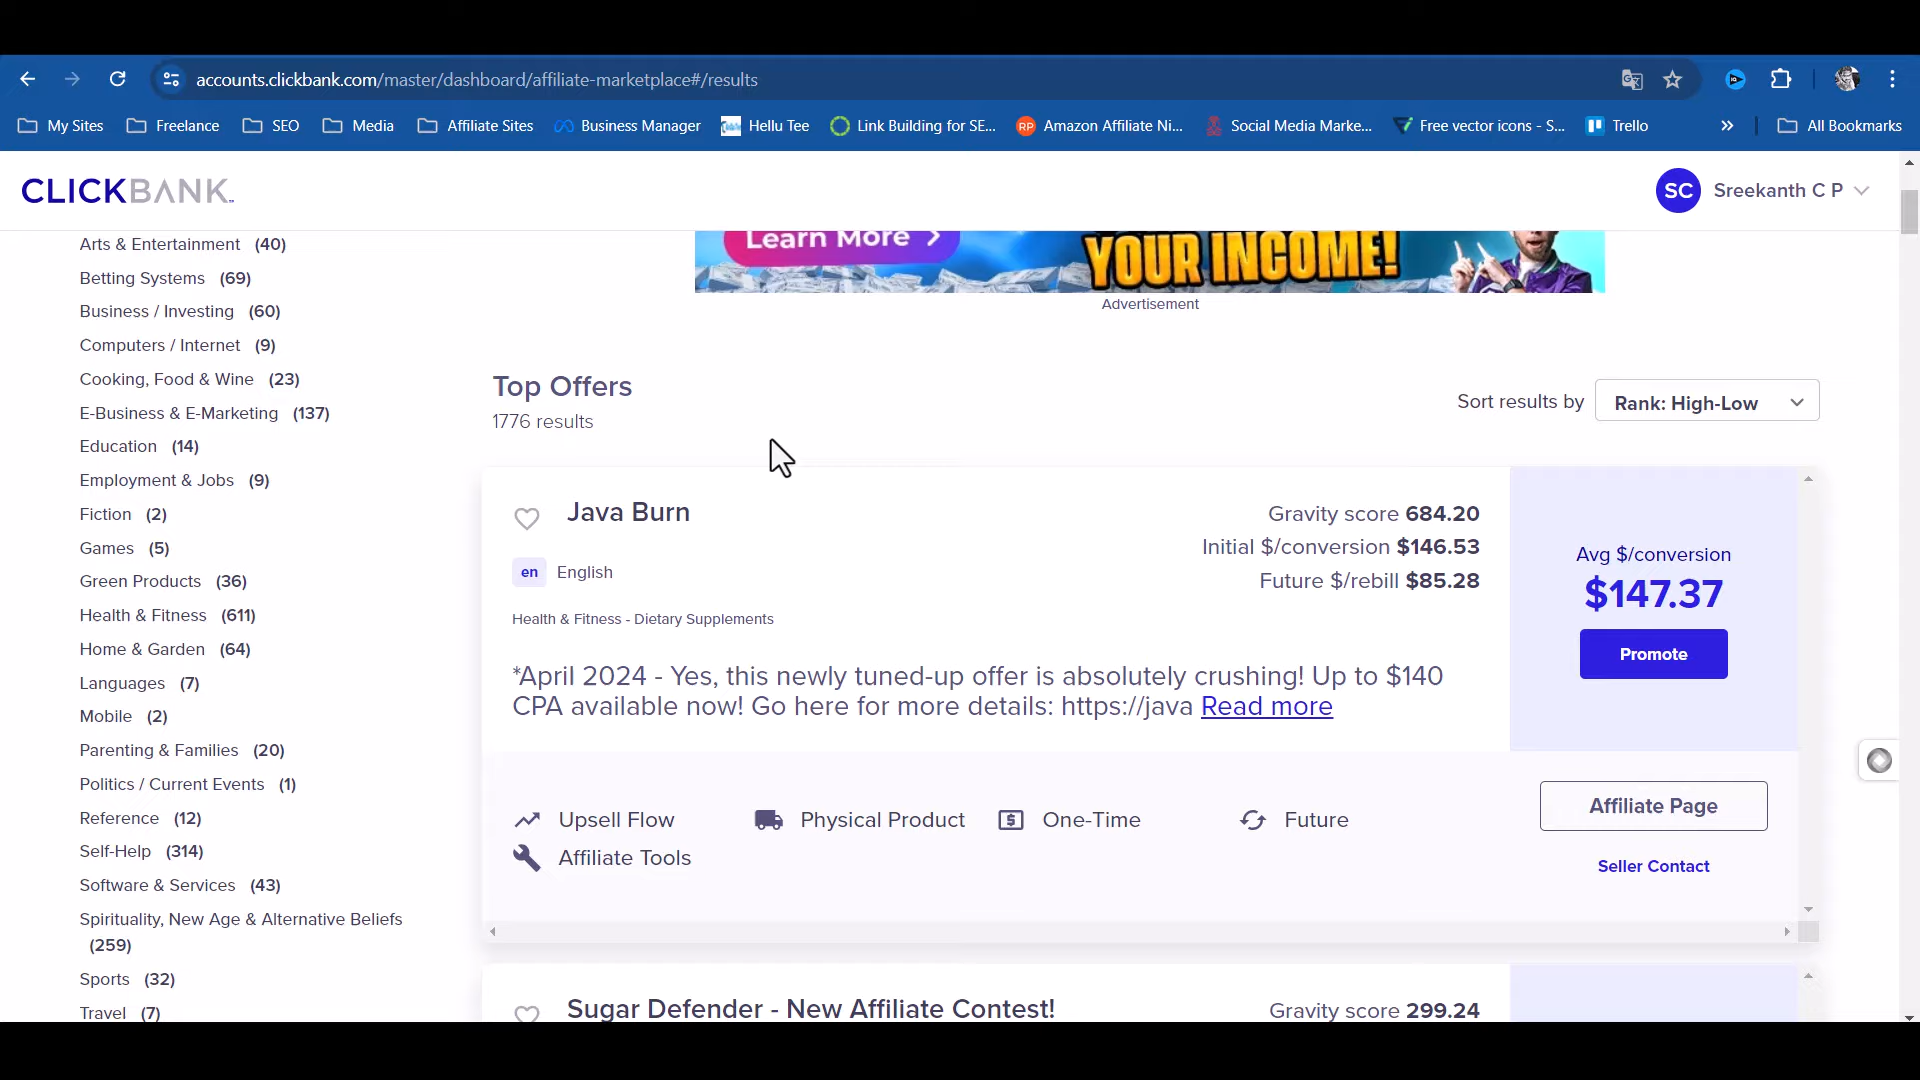 accounts.clickbank.com/master/dashboard/affiliate-marketplace#/results
My Sites
Freelance
SEO
Media
Affiliate Sites
Business Manager
Hellu Tee
Link Building for SE...
RP
Amazon Affiliate Ni...
Social Media Marke...
Free vector icons - S...
Trello
All Bookmarks
CLICKBANK
SC
Sreekanth C P
Learn More
YOUR INCOME!
Advertisement
Arts & Entertainment (40)
Betting Systems (69)
Business / Investing (60)
Computers / Internet (9)
Cooking, Food & Wine (23)
E-Business & E-Marketing (137)
Education (14)
Employment & Jobs (9)
Fiction (2)
Games (5)
Green Products (36)
Health & Fitness (611)
Home & Garden (64)
Languages (7)
Mobile (2)
Parenting & Families (20)
Politics / Current Events (1)
Reference (12)
Self-Help (314)
Software & Services (43)
Spirituality, New Age & Alternative Beliefs
(259)
Sports (32)
Travel (7)
Top Offers
1776 results
Sort results by
Rank: High-Low
Java Burn
en English
Health & Fitness - Dietary Supplements
Gravity score 684.20
Initial $/conversion $146.53
Future $/rebill $85.28
*April 2024 - Yes, this newly tuned-up offer is absolutely crushing! Up to $140
CPA available now! Go here for more details: https://java Read more
Avg $/conversion
$147.37
Promote
Upsell Flow
Physical Product
One-Time
Future
Affiliate Tools
Affiliate Page
Seller Contact
Sugar Defender - New Affiliate Contest!
Gravity score 299.24